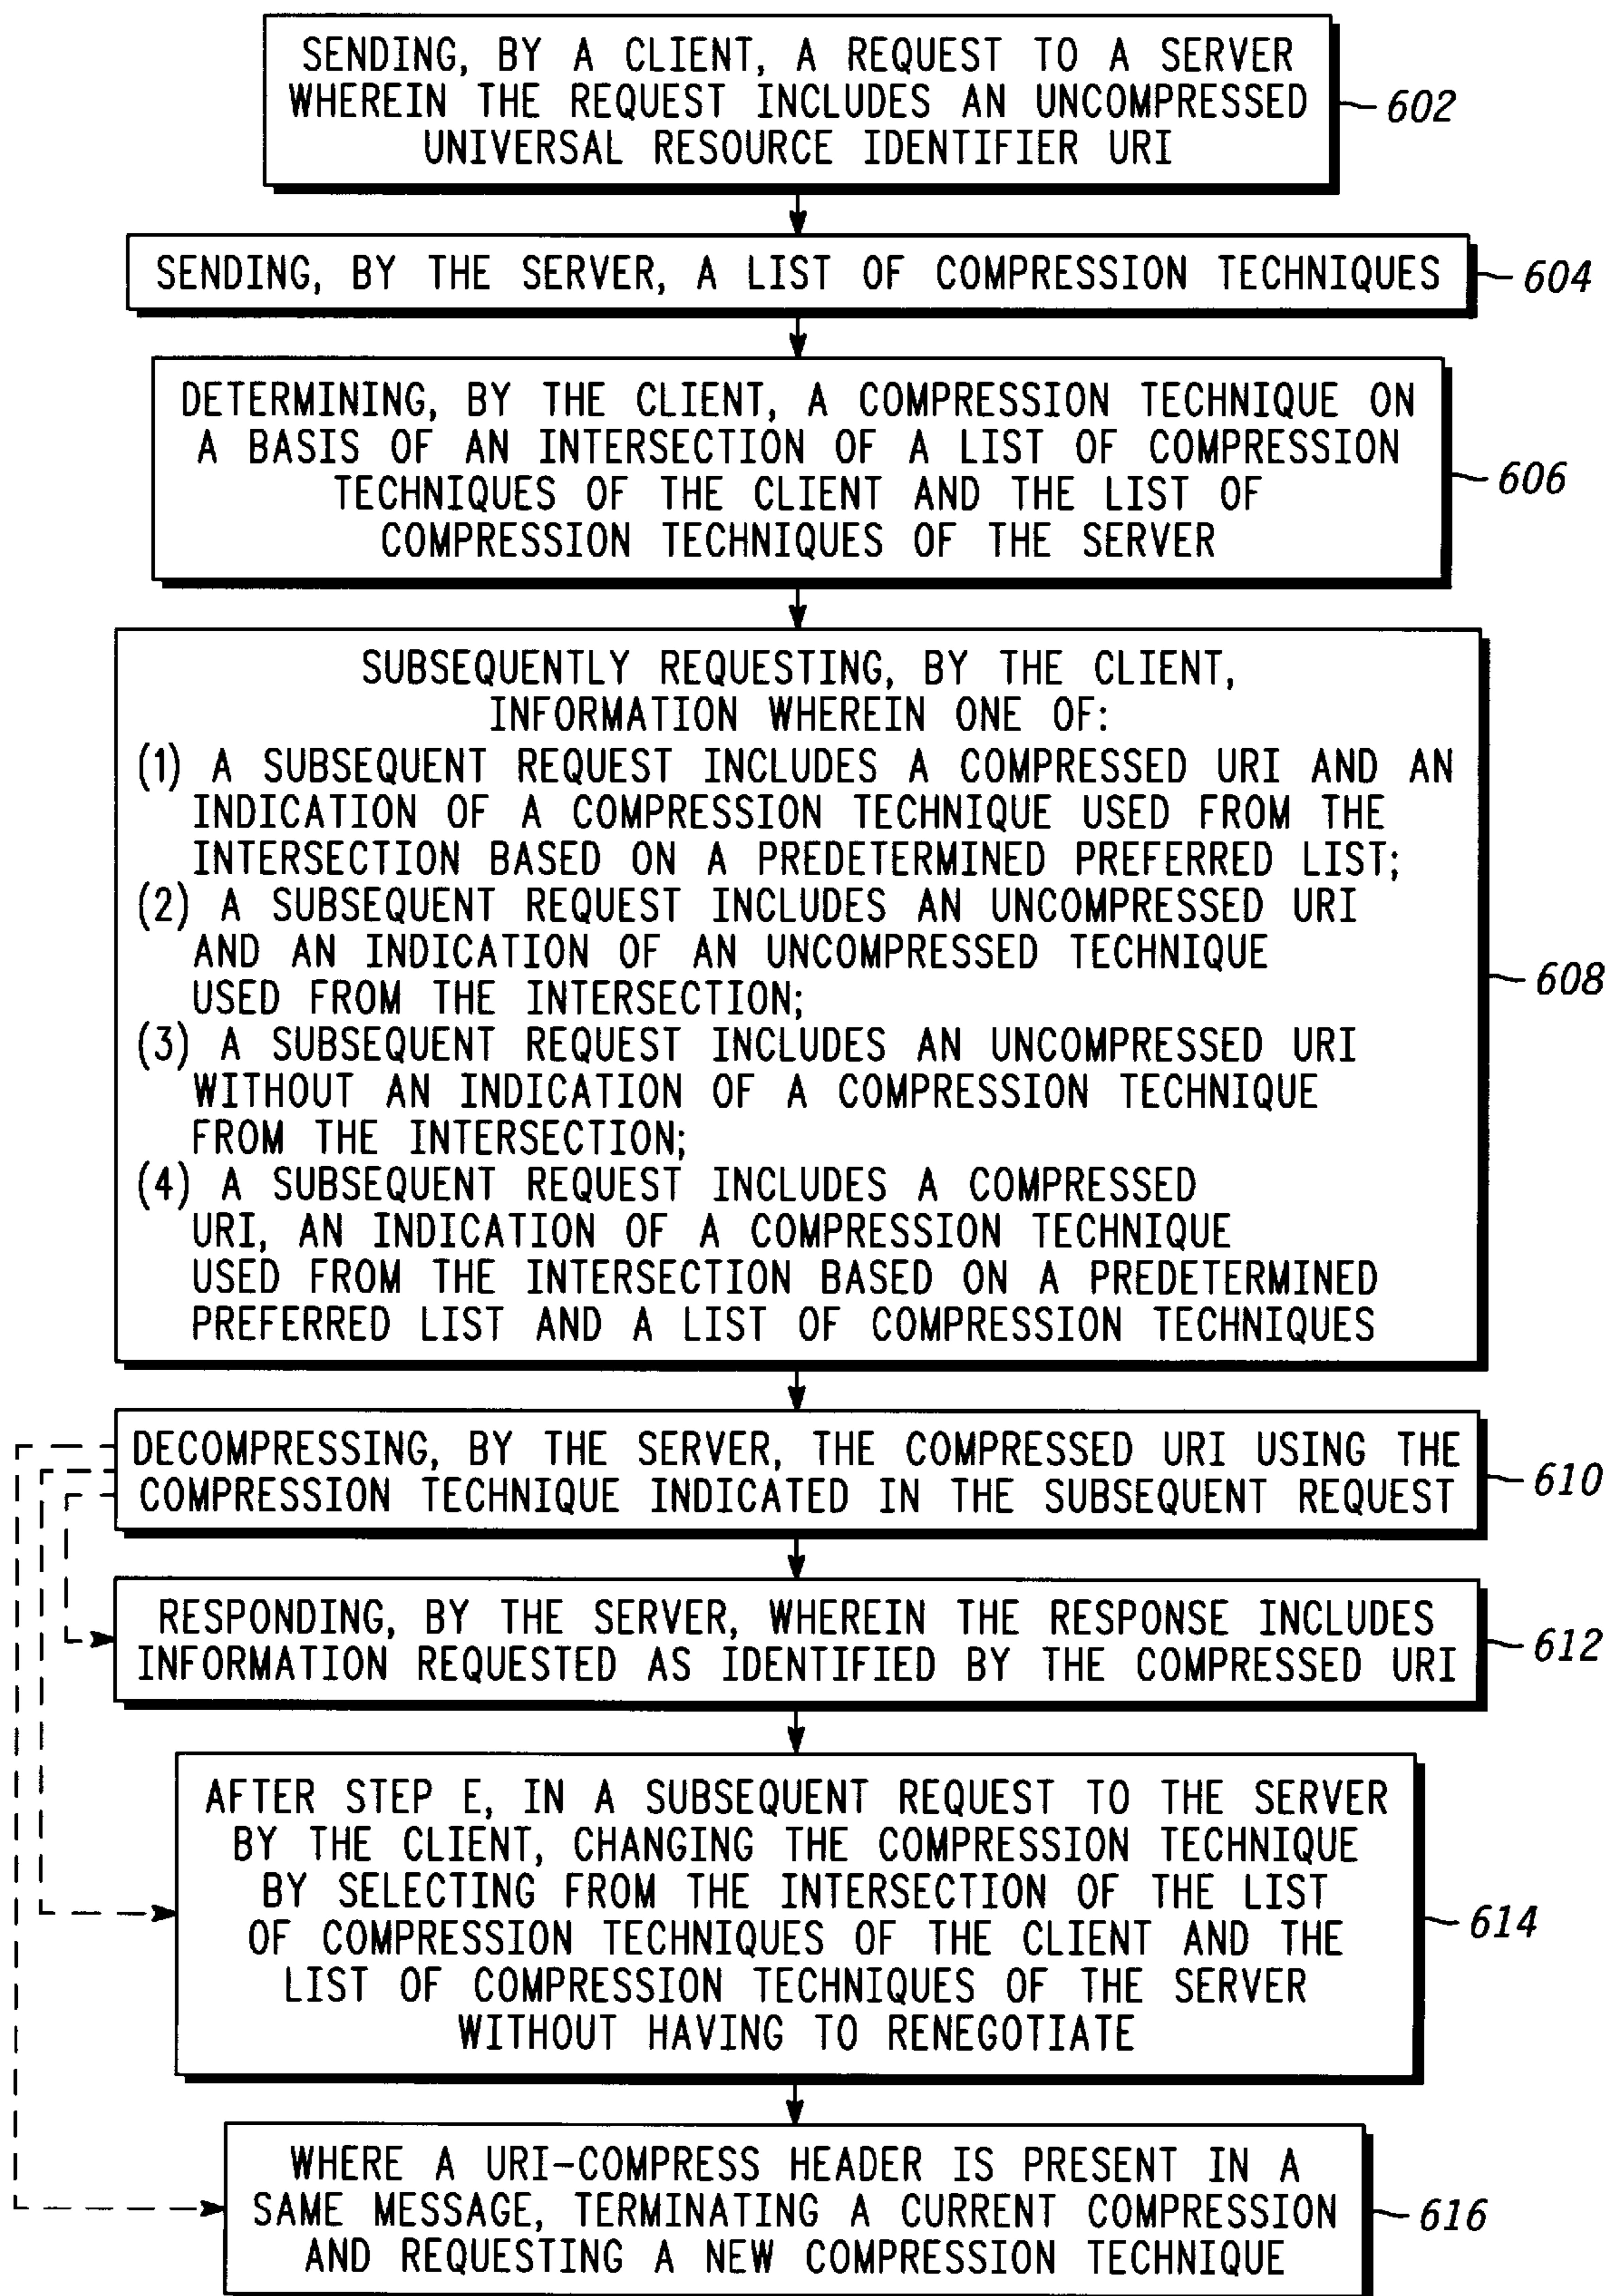 SENDING, BY A CLIENT, A REQUEST TO A SERVER
WHEREIN THE REQUEST INCLUDES AN UNCOMPRESSED
UNIVERSAL RESOURCE IDENTIFIER URI
602
SENDING, BY THE SERVER, A LIST OF COMPRESSION TECHNIQUES
604
DETERMINING, BY THE CLIENT, A COMPRESSION TECHNIQUE ON
A BASIS OF AN INTERSECTION OF A LIST OF COMPRESSION
TECHNIQUES OF THE CLIENT AND THE LIST OF
COMPRESSION TECHNIQUES OF THE SERVER
606
SUBSEQUENTLY REQUESTING, BY THE CLIENT,
INFORMATION WHEREIN ONE OF:
(1) A SUBSEQUENT REQUEST INCLUDES A COMPRESSED URI AND AN
INDICATION OF A COMPRESSION TECHNIQUE USED FROM THE
INTERSECTION BASED ON A PREDETERMINED PREFERRED LIST;
(2) A SUBSEQUENT REQUEST INCLUDES AN UNCOMPRESSED URI
AND AN INDICATION OF AN UNCOMPRESSED TECHNIQUE
USED FROM THE INTERSECTION;
(3) A SUBSEQUENT REQUEST INCLUDES AN UNCOMPRESSED URI
WITHOUT AN INDICATION OF A COMPRESSION TECHNIQUE
FROM THE INTERSECTION;
(4) A SUBSEQUENT REQUEST INCLUDES A COMPRESSED
URI, AN INDICATION OF A COMPRESSION TECHNIQUE
USED FROM THE INTERSECTION BASED ON A PREDETERMINED
PREFERRED LIST AND A LIST OF COMPRESSION TECHNIQUES
608
DECOMPRESSING, BY THE SERVER, THE COMPRESSED URI USING THE
COMPRESSION TECHNIQUE INDICATED IN THE SUBSEQUENT REQUEST
610
RESPONDING, BY THE SERVER, WHEREIN THE RESPONSE INCLUDES
INFORMATION REQUESTED AS IDENTIFIED BY THE COMPRESSED URI
612
AFTER STEP E, IN A SUBSEQUENT REQUEST TO THE SERVER
BY THE CLIENT, CHANGING THE COMPRESSION TECHNIQUE
BY SELECTING FROM THE INTERSECTION OF THE LIST
OF COMPRESSION TECHNIQUES OF THE CLIENT AND THE
LIST OF COMPRESSION TECHNIQUES OF THE SERVER
WITHOUT HAVING TO RENEGOTIATE
614
WHERE A URI-COMPRESS HEADER IS PRESENT IN A
SAME MESSAGE, TERMINATING A CURRENT COMPRESSION
AND REQUESTING A NEW COMPRESSION TECHNIQUE
616